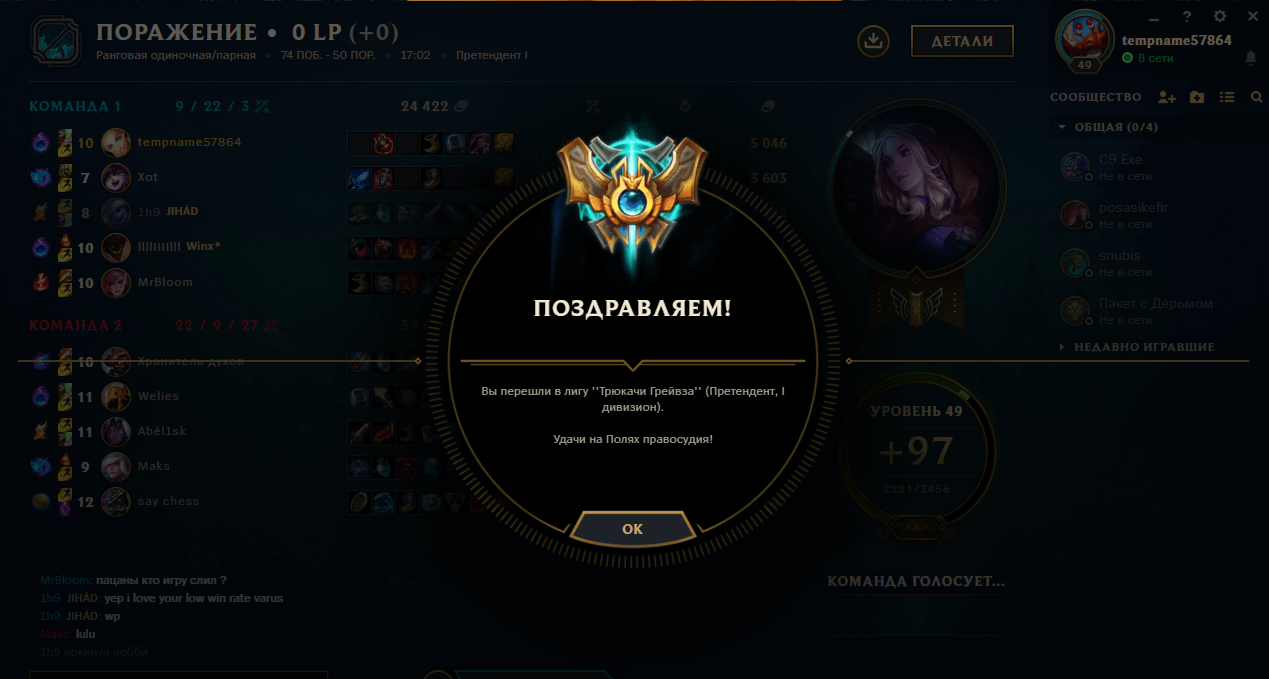 ПОРАЖЕНИЕ • 0 LP (+0)
Ранговая одиночная/парная • 74 ПОБ. - 50 ПОР. • 17:02 • Претендент I
ДЕТАЛИ
?
49
tempname57864
В сети
СООБЩЕСТВО
КОМАНДА 1 9 / 22 / 3 24 422
10 tempname57864 5 046
7 Xot 3 603
8 1h9 JIHÁD
10 Winx*
10 MrBloom
КОМАНДА 2 22 / 9 / 27
10 Хранитель духов
11 Welies
11 Abêl1sk
9 Maks
12 say chess
ПОЗДРАВЛЯЕМ!
Вы перешли в лигу ''Трюкачи Грейвза'' (Претендент, I
дивизион).
Удачи на Полях правосудия!
ОК
ОБЩАЯ (0/4)
C9 Exe
Не в сети
posasikefir
Не в сети
snubis
Не в сети
Пакет с Дерьмом
Не в сети
НЕДАВНО ИГРАВШИЕ
УРОВЕНЬ 49
+97
2221/3456
КОМАНДА ГОЛОСУЕТ...
MrBloom: пацаны кто игру слил ?
1h9 JIHÁD: yep i love your low win rate varus
1h9 JIHÁD: wp
Maks: lulu
1h9 покинул лобби